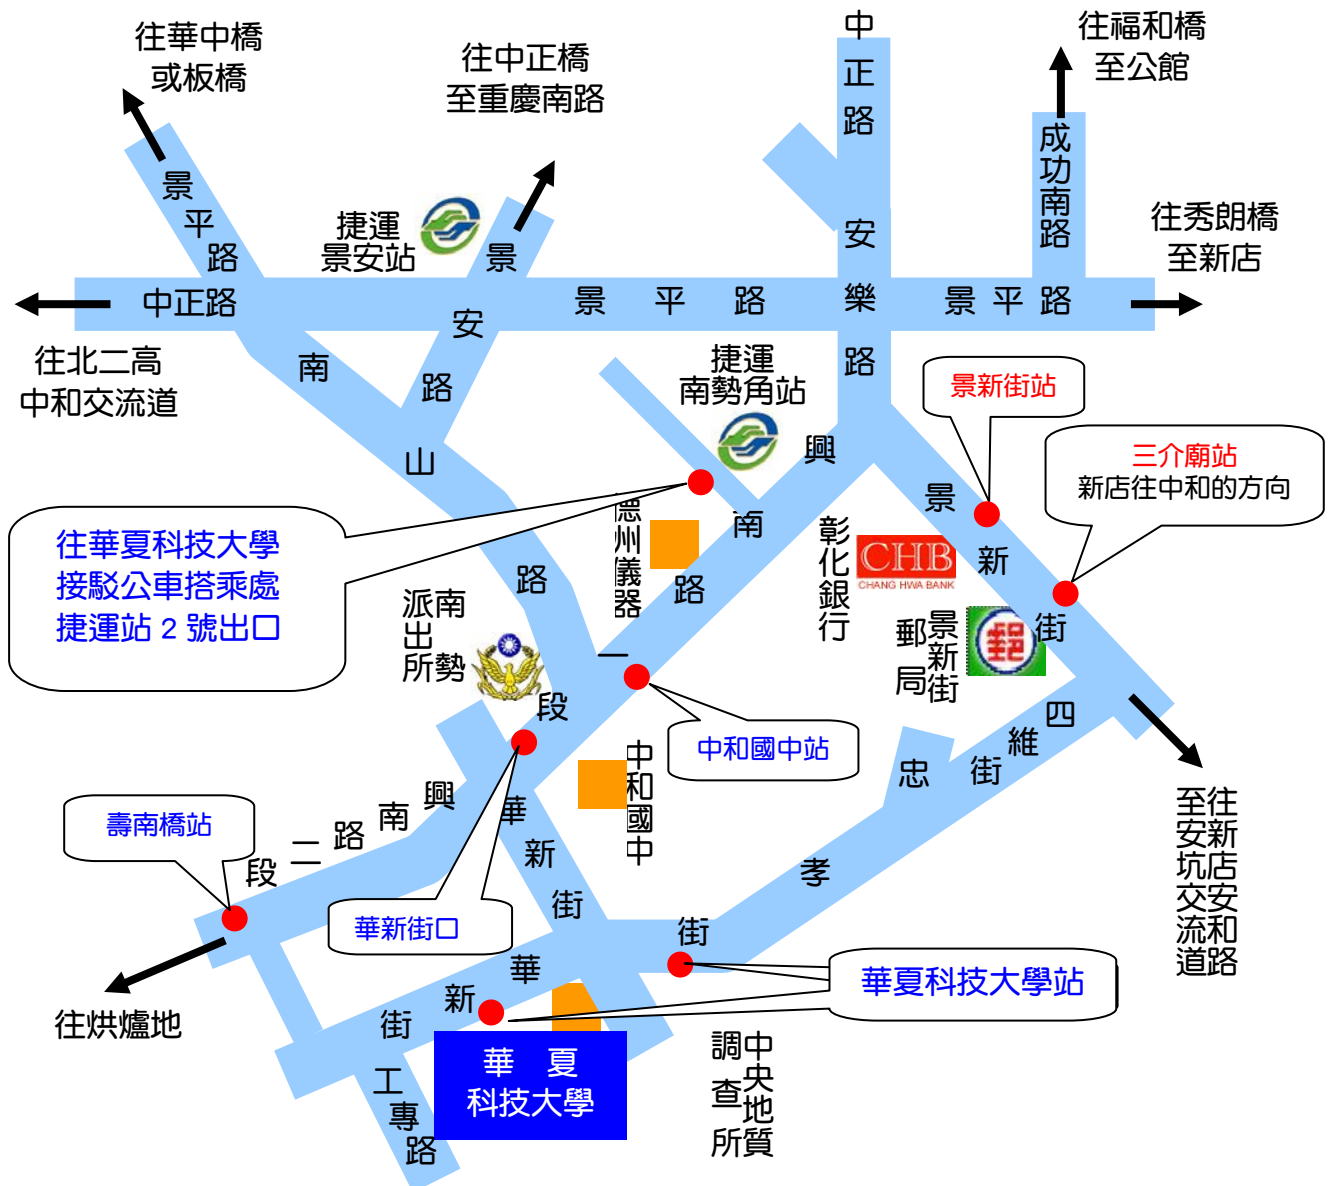 往華中橋
或板橋
往中正橋
至重慶南路
中正路
往福和橋
至公館
成功南路
往秀朗橋
至新店
景平路
捷運
景安站
景安路
中正路
景平路
安樂路
景平路
往北二高
中和交流道
南山路
捷運
南勢角站
景新街站
三介廟站
新店往中和的方向
往華夏科技大學
接駁公車搭乘處
捷運站 2 號出口
德州儀器
興南路一段
彰化銀行
CHB
CHANG HWA BANK
景新街
景新街
郵局
郵
南勢
派出所
中和國中站
中和國中
四維街
忠孝街
往新店安和路
至安坑交流道
壽南橋站
興南路二段
華新街
華新街口
華新街
華夏科技大學站
往烘爐地
工專路
華 夏
科技大學
中央地質
調查所